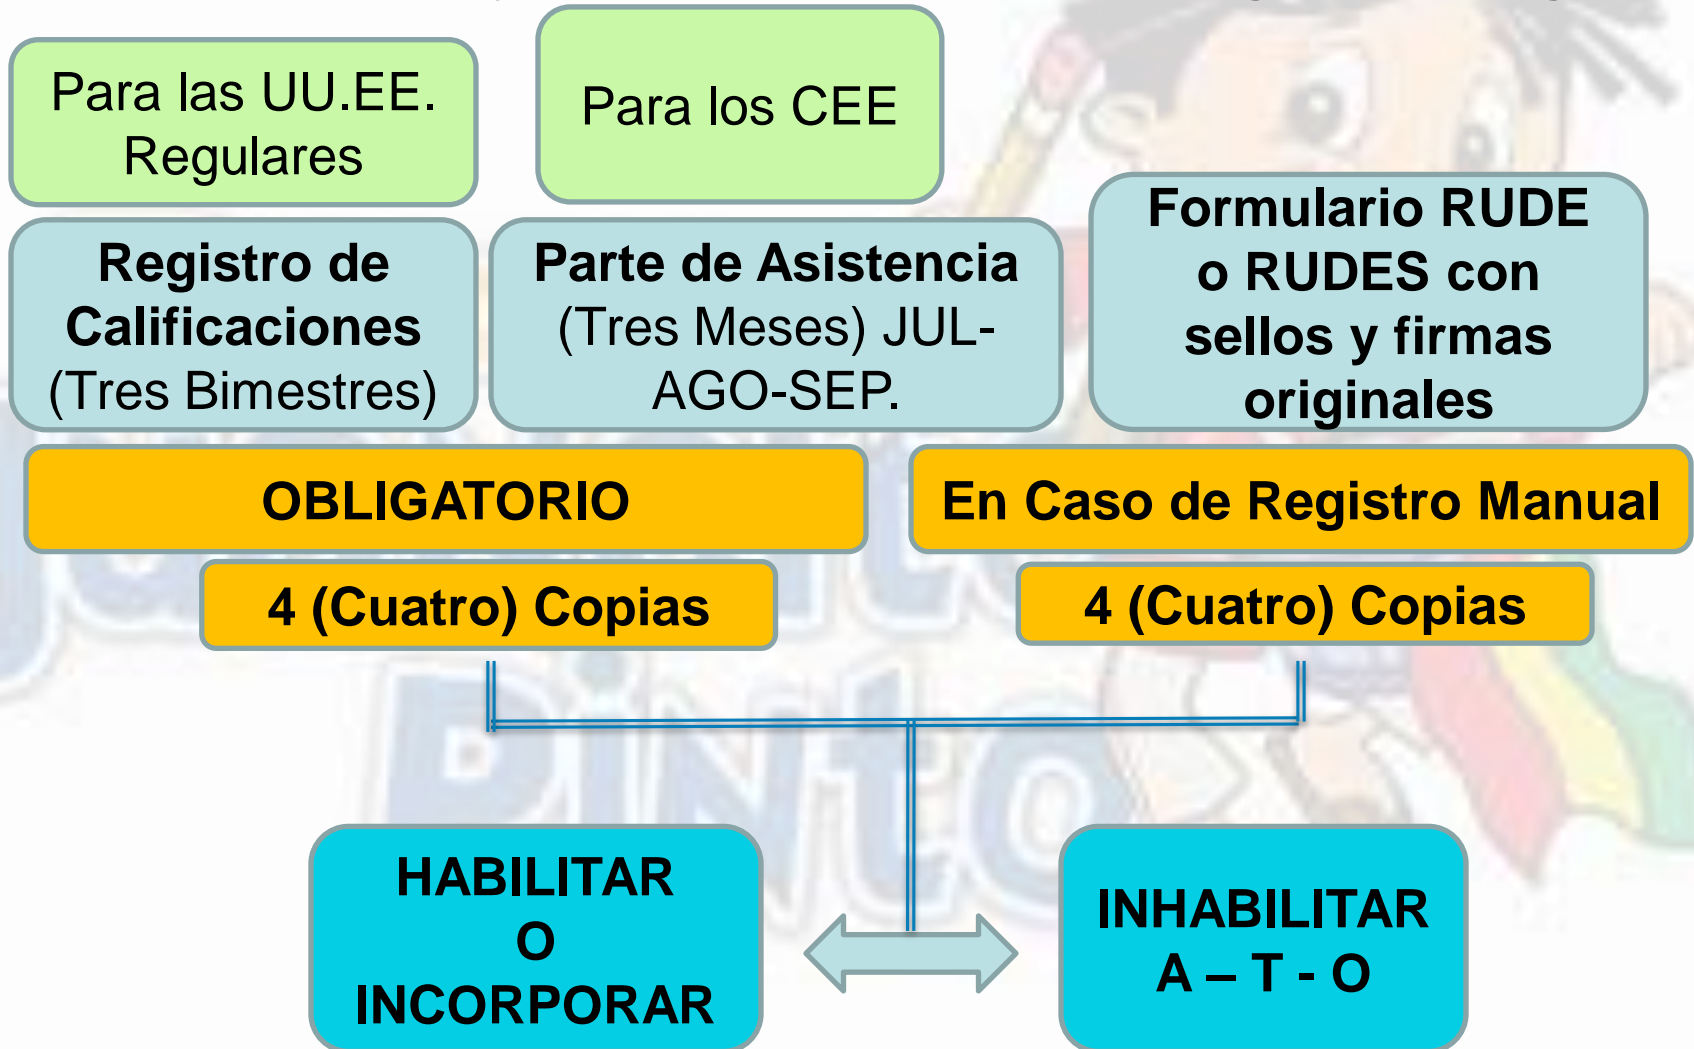 Para las UU.EE.
Regulares
Para los CEE
Registro de
Calificaciones
(Tres Bimestres)
Parte de Asistencia
(Tres Meses) JUL-
AGO-SEP.
Formulario RUDE
o RUDES con
sellos y firmas
originales
OBLIGATORIO
En Caso de Registro Manual
4 (Cuatro) Copias
4 (Cuatro) Copias
Pinto
HABILITAR
O
INCORPORAR
INHABILITAR
A – T - O